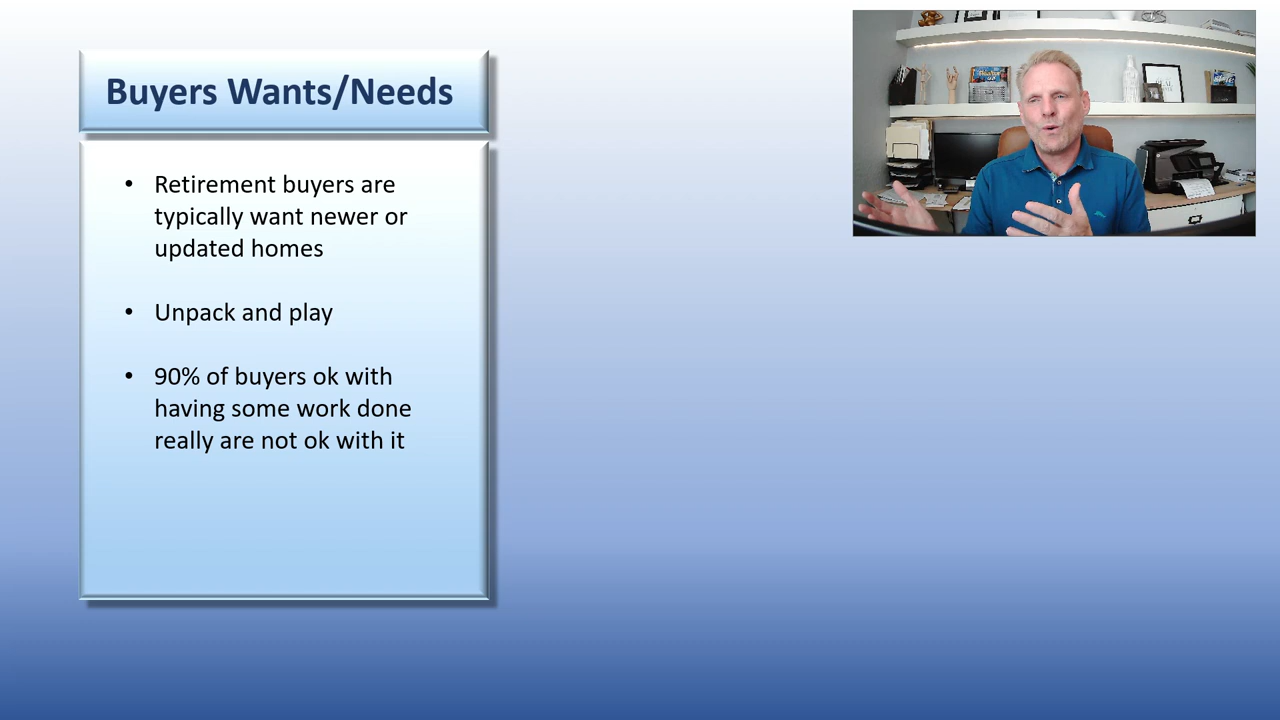 Buyers Wants/Needs
• Retirement buyers are
typically want newer or
updated homes
• Unpack and play
• 90% of buyers ok with
having some work done
really are not ok with it